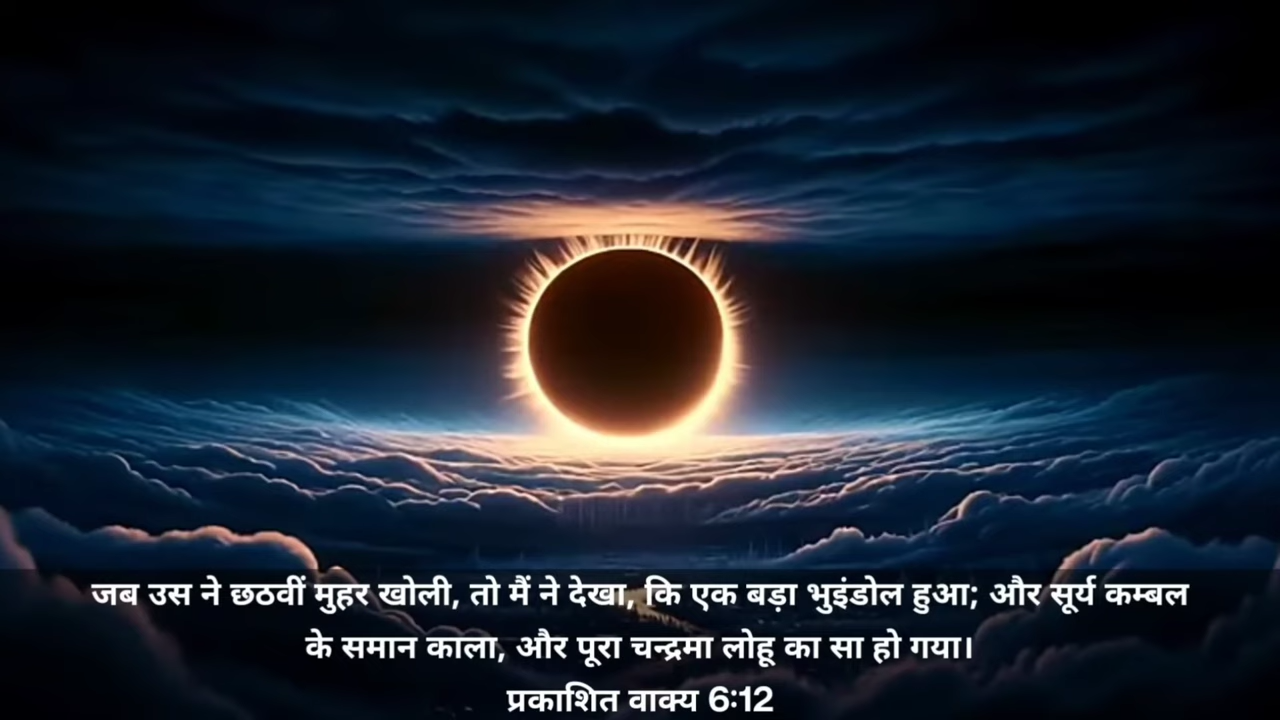 जब उस ने छठवीं मुहर खोली, तो मैं ने देखा, कि एक बड़ा भुइंडोल हुआ; और सूर्य कम्बल
के समान काला, और पूरा चन्द्रमा लोहू का सा हो गया।
प्रकाशित वाक्य 6:12